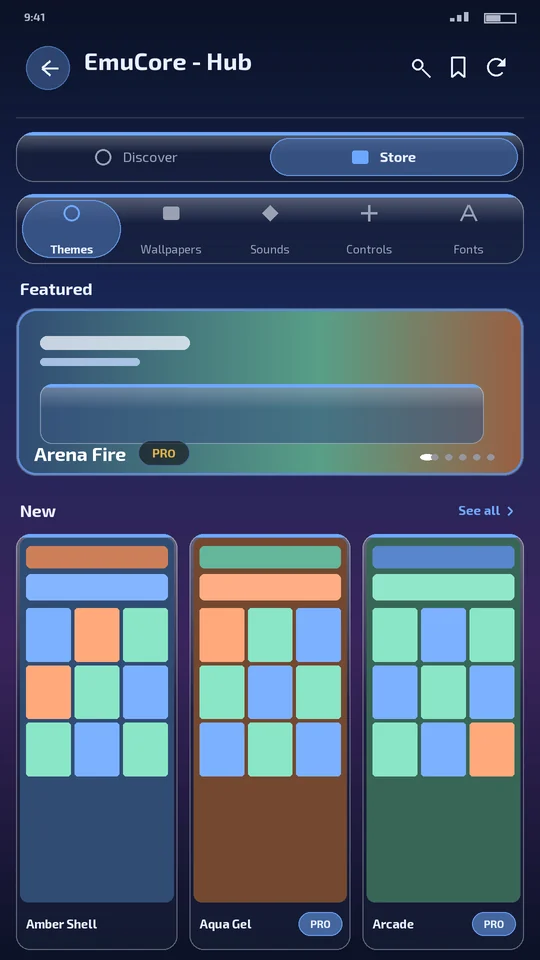 9:41
EmuCore - Hub
Discover
Store
Themes
Wallpapers
Sounds
Controls
Fonts
Featured
Arena Fire
PRO
New
See all
Amber Shell
Aqua Gel
PRO
Arcade
PRO